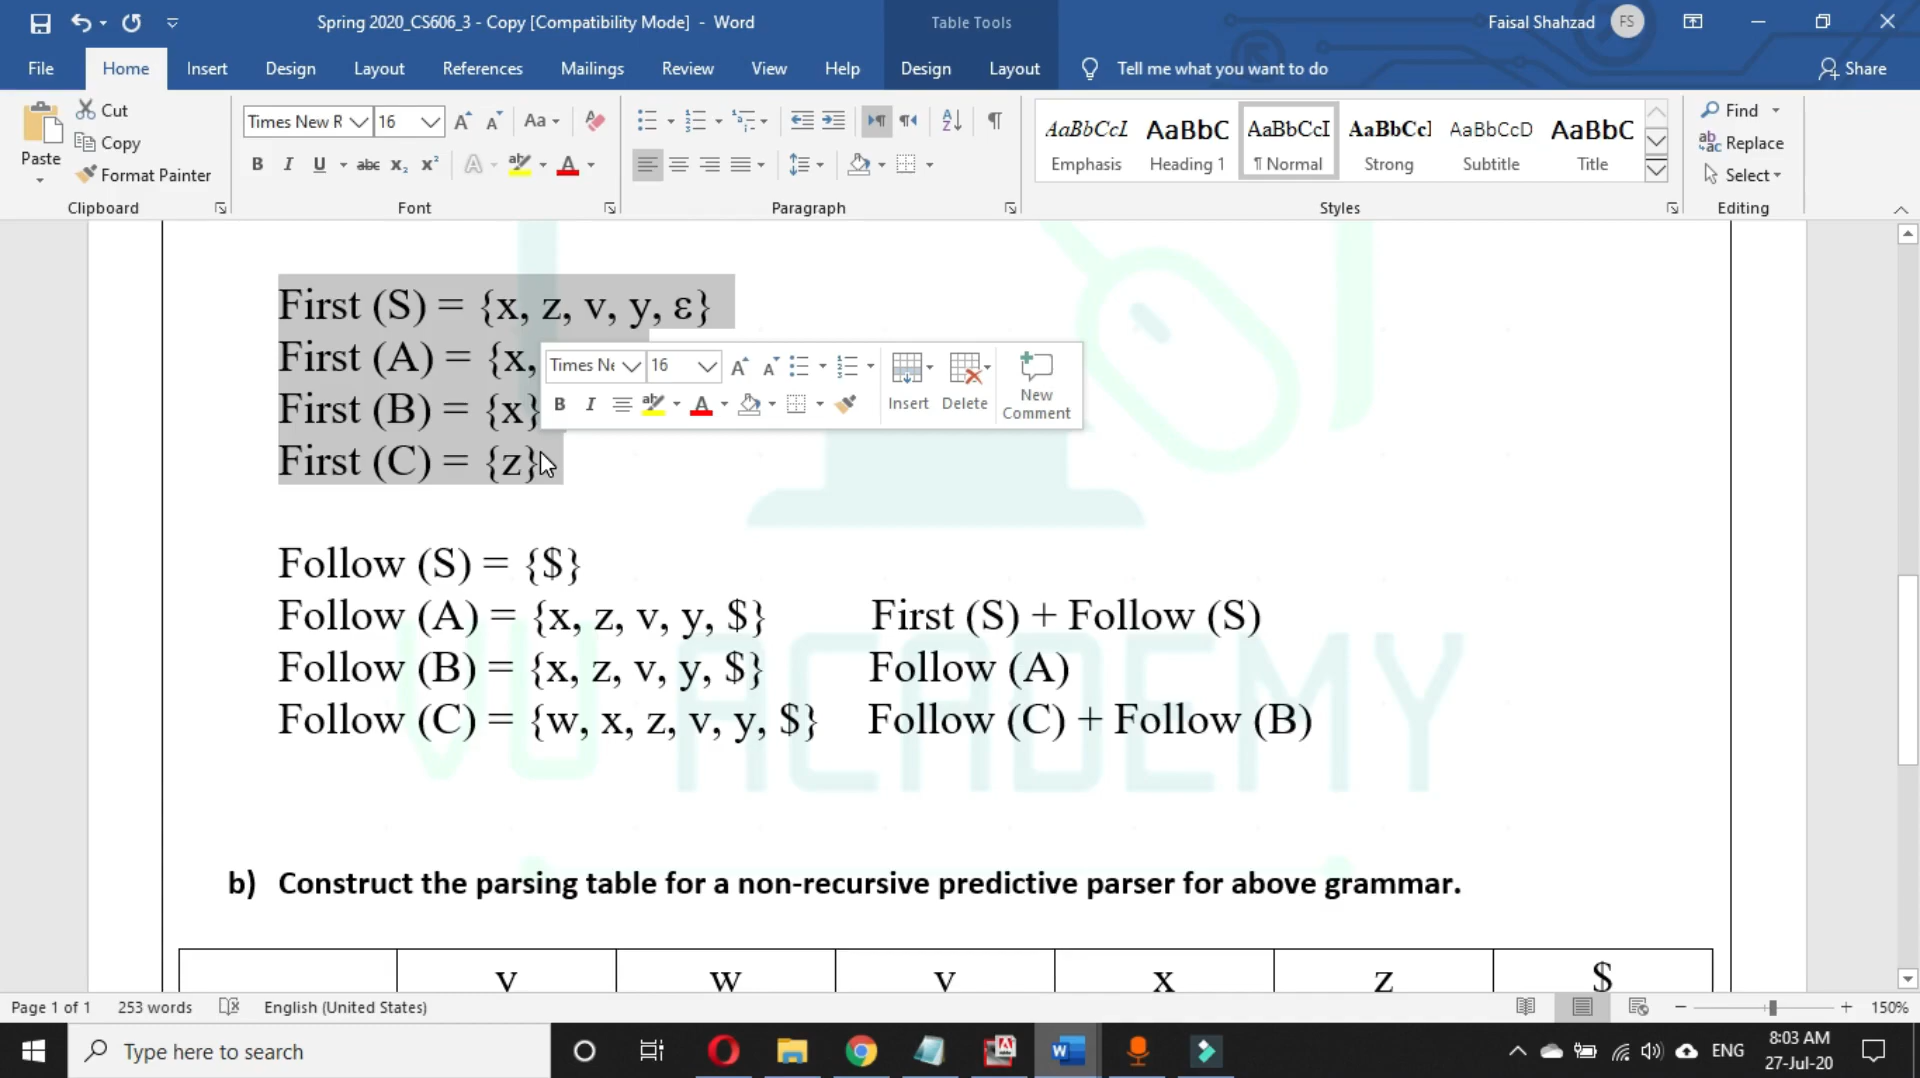 Spring 2020_CS606_3 - Copy [Compatibility Mode] - Word
Table Tools
Faisal Shahzad
FS
File Home Insert Design Layout References Mailings Review View Help Design Layout Tell me what you want to do Share
Paste
Cut
Copy
Format Painter
Clipboard
Times New R 16
Font
Paragraph
AaBbCcI Emphasis
AaBbC Heading 1
AaBbCcI ¶ Normal
AaBbCcl Strong
AaBbCcD Subtitle
AaBbC Title
Styles
Find
Replace
Select
Editing
First (S) = {x, z, v, y, ε}
First (A) = {x,
First (B) = {x}
First (C) = {z}
Times Ne 16
Insert Delete New Comment
Follow (S) = {$}
Follow (A) = {x, z, v, y, $} First (S) + Follow (S)
Follow (B) = {x, z, v, y, $} Follow (A)
Follow (C) = {w, x, z, v, y, $} Follow (C) + Follow (B)
VU ACADEMY
b) Construct the parsing table for a non-recursive predictive parser for above grammar.
v w y x z $
Page 1 of 1 253 words English (United States) 150%
Type here to search
ENG
8:03 AM
27-Jul-20